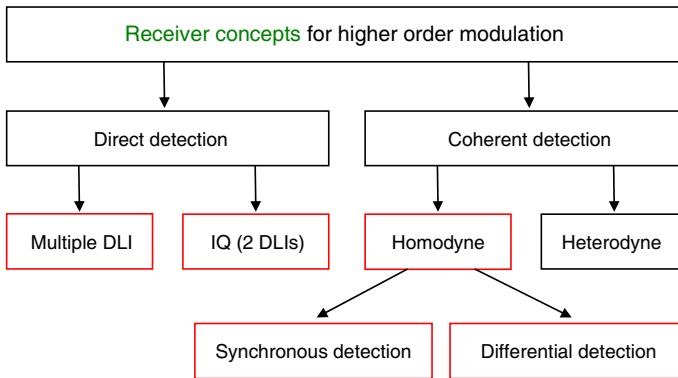 Receiver concepts for higher order modulation
Direct detection
Coherent detection
Multiple DLI
IQ (2 DLIs)
Homodyne
Heterodyne
Synchronous detection
Differential detection